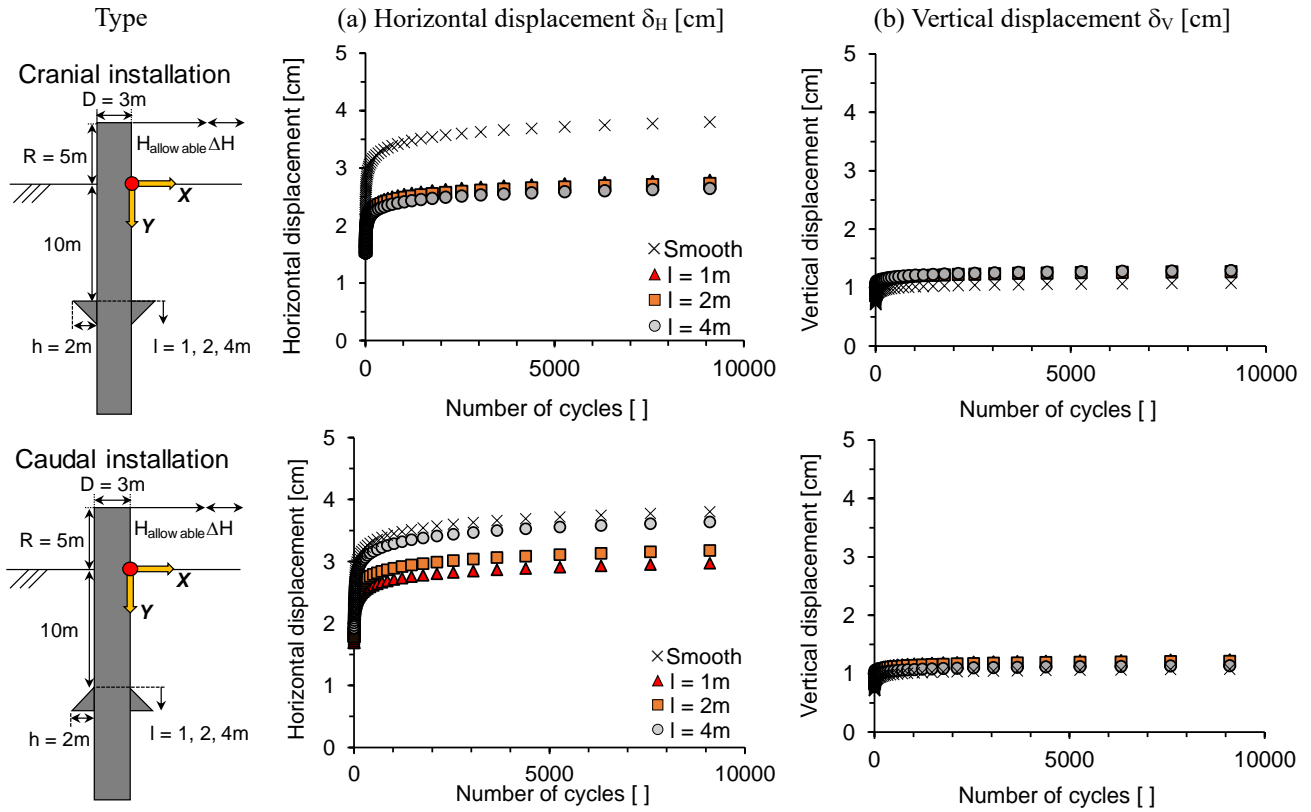 Type
(a) Horizontal displacement δH [cm]
(b) Vertical displacement δV [cm]
Cranial installation
D = 3m
Hallowable ΔH
R = 5m
X
Y
10m
h = 2m
l = 1, 2, 4m
Horizontal displacement [cm]
5
4
3
2
1
0
Smooth
l = 1m
l = 2m
l = 4m
0
5000
10000
Number of cycles [ ]
Vertical displacement [cm]
5
4
3
2
1
0
0
5000
10000
Number of cycles [ ]
Caudal installation
D = 3m
Hallowable ΔH
R = 5m
X
Y
10m
h = 2m
l = 1, 2, 4m
Horizontal displacement [cm]
5
4
3
2
1
0
Smooth
l = 1m
l = 2m
l = 4m
0
5000
10000
Number of cycles [ ]
Vertical displacement [cm]
5
4
3
2
1
0
0
5000
10000
Number of cycles [ ]